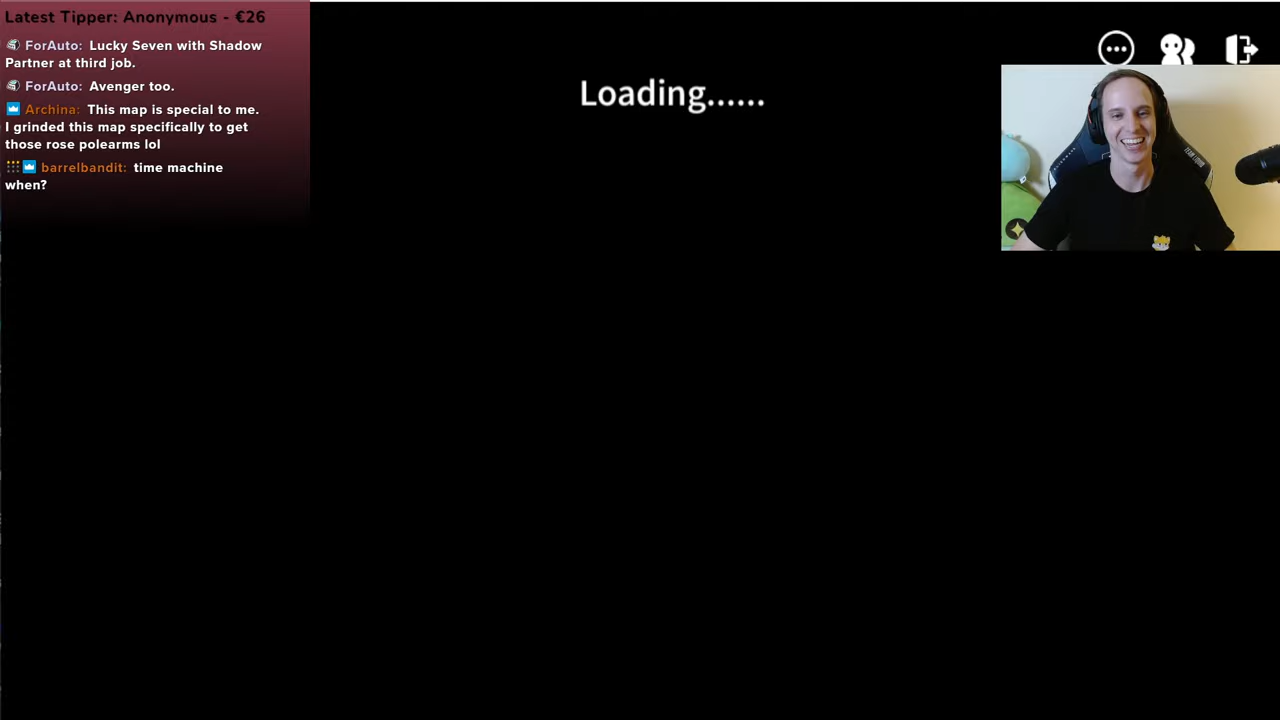 Latest Tipper: Anonymous - €26
ForAuto: Lucky Seven with Shadow
Partner at third job.
ForAuto: Avenger too.
Archina: This map is special to me.
I grinded this map specifically to get
those rose polearms lol
barrelbandit: time machine
when?
Loading......